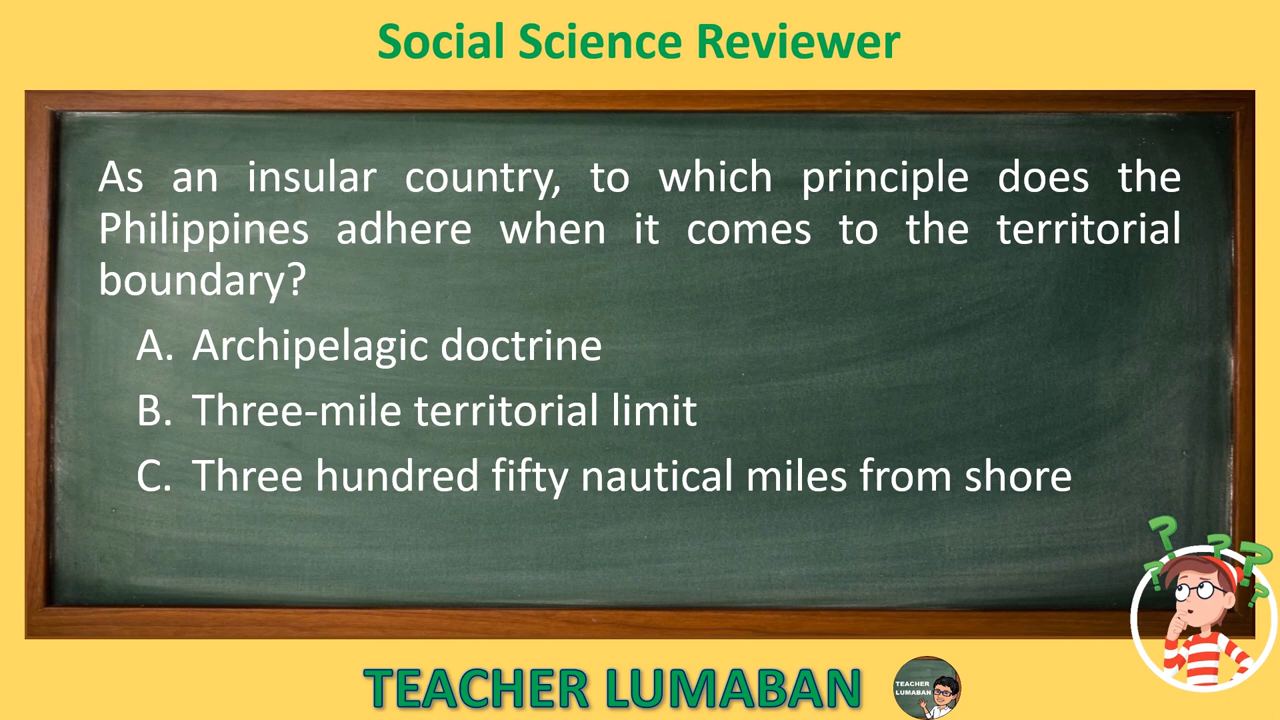 Social Science Reviewer
As an insular country, to which principle does the
Philippines adhere when it comes to the territorial
boundary?
A. Archipelagic doctrine
B. Three-mile territorial limit
C. Three hundred fifty nautical miles from shore
TEACHER LUMABAN
TEACHER
LUMABAN